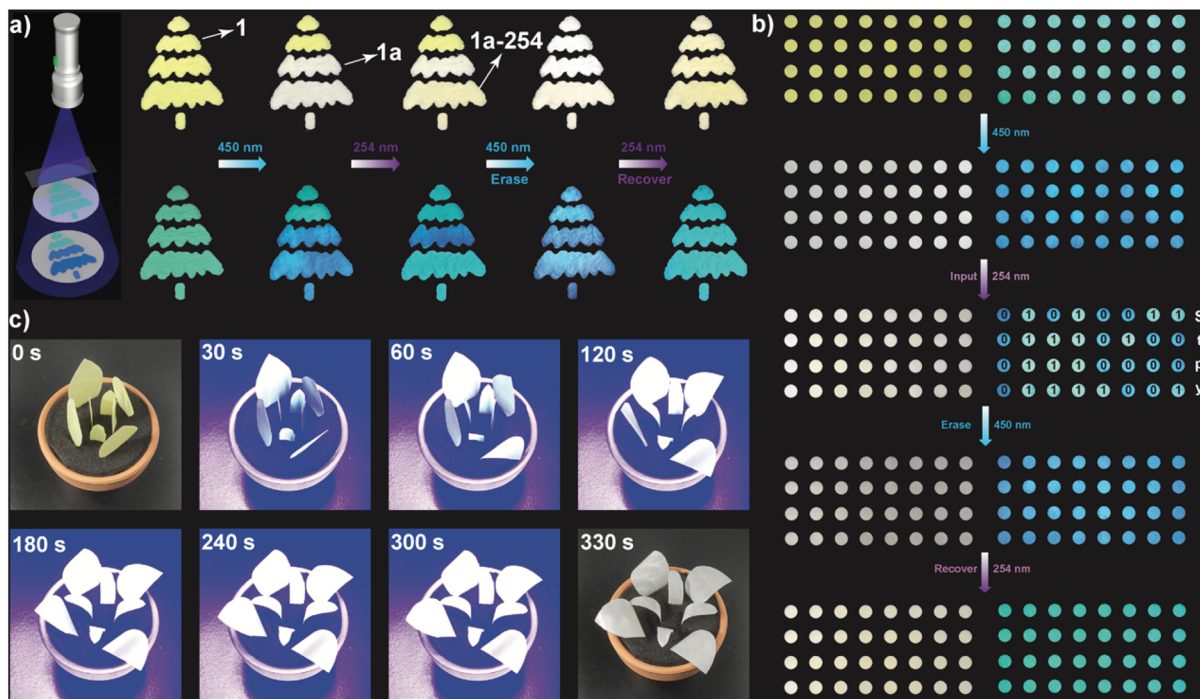 a)
1
1a
1a-254
450 nm
254 nm
450 nm
Erase
254 nm
Recover
b)
450 nm
Input 254 nm
0 1 0 1 0 0 1 1 S
0 1 1 1 0 1 0 0 t
0 1 1 1 0 0 0 0 p
0 1 1 1 1 0 0 1 y
Erase 450 nm
Recover 254 nm
c)
0 s
30 s
60 s
120 s
180 s
240 s
300 s
330 s